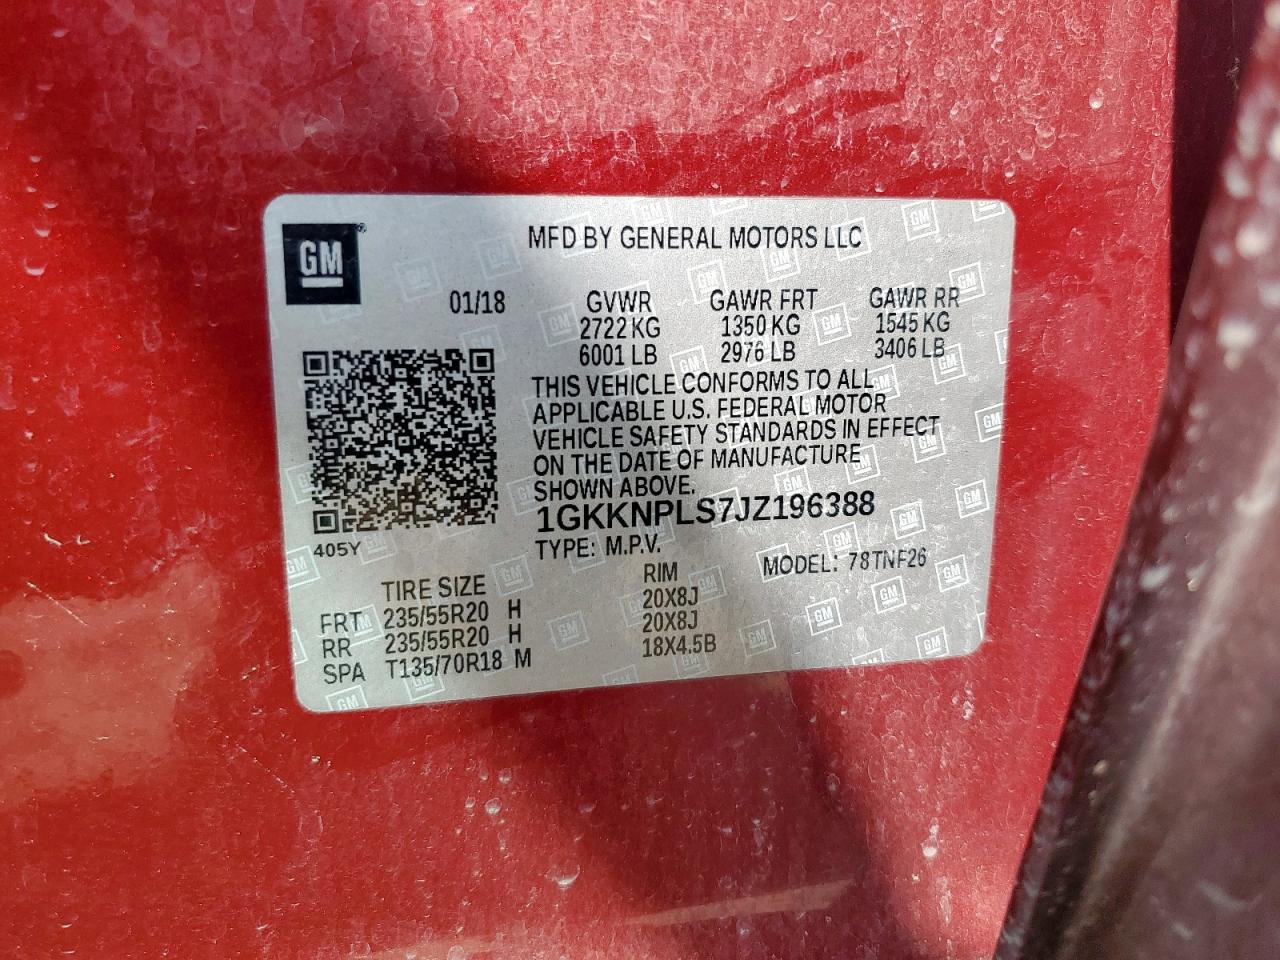 GM
MFD BY GENERAL MOTORS LLC
01/18 GVWR GAWR FRT GAWR RR
2722 KG 1350 KG 1545 KG
6001 LB 2976 LB 3406 LB
THIS VEHICLE CONFORMS TO ALL
APPLICABLE U.S. FEDERAL MOTOR
VEHICLE SAFETY STANDARDS IN EFFECT
ON THE DATE OF MANUFACTURE
SHOWN ABOVE.
1GKKNPLS7JZ196388
405Y
TYPE: M.P.V. MODEL: 78TNF26
TIRE SIZE RIM
FRT 235/55R20 H 20X8J
RR 235/55R20 H 20X8J
SPA T135/70R18 M 18X4.5B